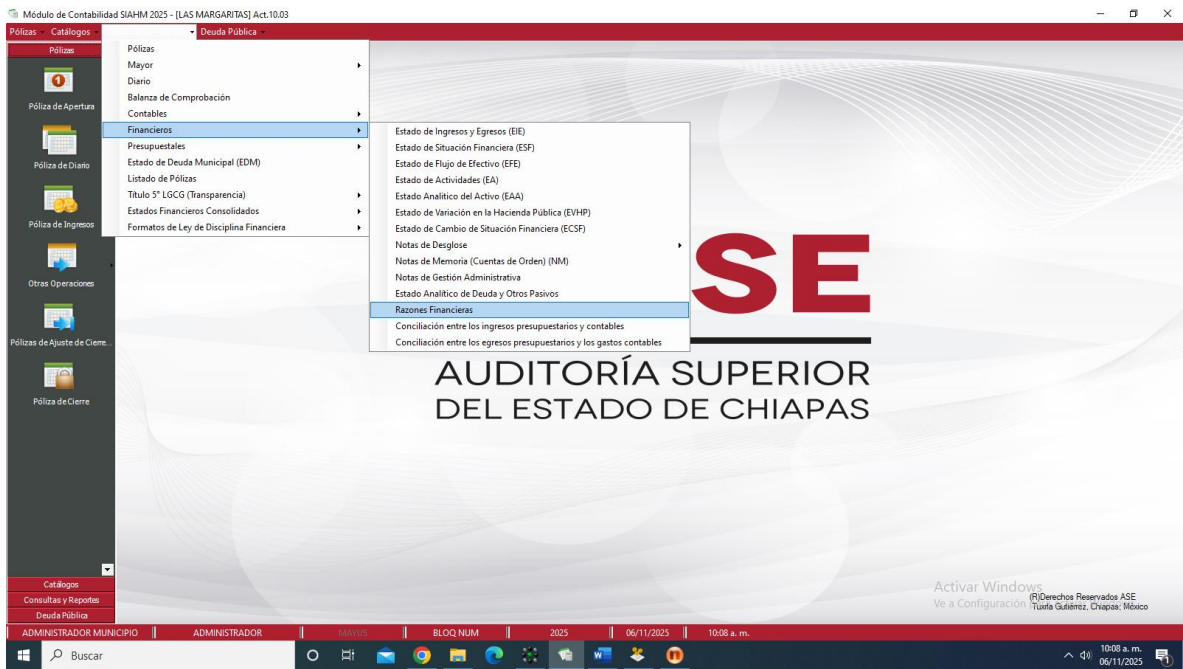 Módulo de Contabilidad SIAHM 2025 - [LAS MARGARITAS] Act.10.03
Pólizas Catálogos Deuda Pública
Pólizas
Póliza de Apertura
Póliza de Diario
Póliza de Ingresos
Otras Operaciones
Pólizas de Ajuste de Cierre...
Póliza de Cierre
Catálogos
Consultas y Reportes
Deuda Pública
Pólizas
Mayor
Diario
Balanza de Comprobación
Contables
Financieros
Presupuestales
Estado de Deuda Municipal (EDM)
Listado de Pólizas
Título 5° LGCG (Transparencia)
Estados Financieros Consolidados
Formatos de Ley de Disciplina Financiera
Estado de Ingresos y Egresos (EIE)
Estado de Situación Financiera (ESF)
Estado de Flujo de Efectivo (EFE)
Estado de Actividades (EA)
Estado Analitico del Activo (EAA)
Estado de Variación en la Hacienda Pública (EVHP)
Estado de Cambio de Situación Financiera (ECSF)
Notas de Desglose
Notas de Memoria (Cuentas de Orden) (NM)
Notas de Gestión Administrativa
Estado Analítico de Deuda y Otros Pasivos
Razones Financieras
Conciliación entre los ingresos presupuestarios y contables
Conciliación entre los egresos presupuestarios y los gastos contables
SE
AUDITORÍA SUPERIOR
DEL ESTADO DE CHIAPAS
Activar Windows
Ve a Configuración
(R)Derechos Reservados ASE
Tuxtla Gutiérrez, Chiapas; México
ADMINISTRADOR MUNICIPIO ADMINISTRADOR MAYUS BLOQ NUM 2025 06/11/2025 10:08 a. m.
Buscar
10:08 a. m.
06/11/2025